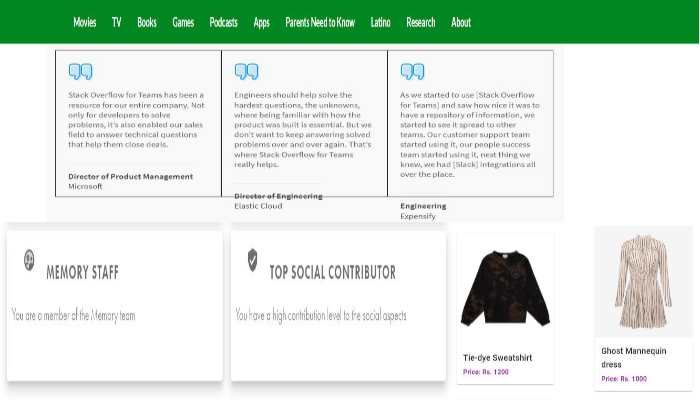 Movies TV Books Games Podcasts Apps Parents Need to Know Latino Research About
Stack Overflow for Teams has been a
resource for our entire company. Not
only for developers to solve
problems, it's also enabled our sales
field to answer technical questions
that help them close deals.
Director of Product Management
Microsoft
Engineers should help solve the
hardest questions, the unknowns,
where being familiar with how the
product was built is essential. But we
don't want to keep answering solved
problems over and over again. That's
where Stack Overflow for Teams
really helps.
Director of Engineering
Elastic Cloud
As we started to use [Stack Overflow
for Teams] and saw how nice it was to
have a repository of information, we
started to see it spread to other
teams. Our customer support team
started using it, our people success
team started using it, next thing we
knew, we had [Slack] integrations all
over the place.
Engineering
Expensify
MEMORY STAFF
You are a member of the Memory team
TOP SOCIAL CONTRIBUTOR
You have a high contribution level to the social aspects
Tie-dye Sweatshirt
Price: Rs. 1200
Ghost Mannequin
dress
Price: Rs. 1000